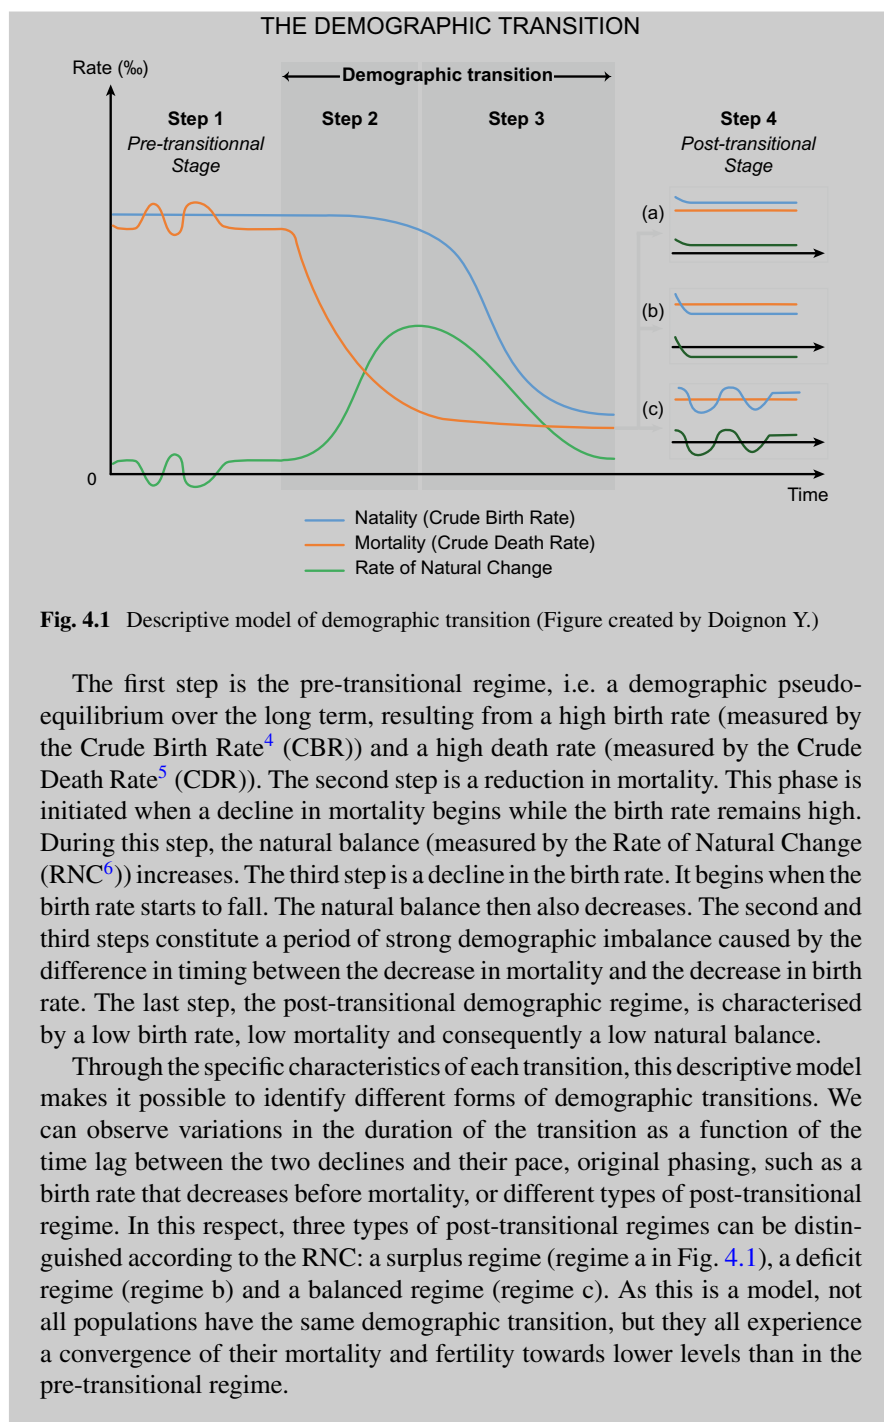 THE DEMOGRAPHIC TRANSITION
Rate (‰)
Demographic transition
Step 1
Pre-transitionnal
Stage
Step 2
Step 3
Step 4
Post-transitional
Stage
(a)
(b)
(c)
0
Time
Natality (Crude Birth Rate)
Mortality (Crude Death Rate)
Rate of Natural Change
Fig. 4.1 Descriptive model of demographic transition (Figure created by Doignon Y.)
The first step is the pre-transitional regime, i.e. a demographic pseudo-
equilibrium over the long term, resulting from a high birth rate (measured by
the Crude Birth Rate4 (CBR)) and a high death rate (measured by the Crude
Death Rate5 (CDR)). The second step is a reduction in mortality. This phase is
initiated when a decline in mortality begins while the birth rate remains high.
During this step, the natural balance (measured by the Rate of Natural Change
(RNC6)) increases. The third step is a decline in the birth rate. It begins when the
birth rate starts to fall. The natural balance then also decreases. The second and
third steps constitute a period of strong demographic imbalance caused by the
difference in timing between the decrease in mortality and the decrease in birth
rate. The last step, the post-transitional demographic regime, is characterised
by a low birth rate, low mortality and consequently a low natural balance.
Through the specific characteristics of each transition, this descriptive model
makes it possible to identify different forms of demographic transitions. We
can observe variations in the duration of the transition as a function of the
time lag between the two declines and their pace, original phasing, such as a
birth rate that decreases before mortality, or different types of post-transitional
regime. In this respect, three types of post-transitional regimes can be distin-
guished according to the RNC: a surplus regime (regime a in Fig. 4.1), a deficit
regime (regime b) and a balanced regime (regime c). As this is a model, not
all populations have the same demographic transition, but they all experience
a convergence of their mortality and fertility towards lower levels than in the
pre-transitional regime.